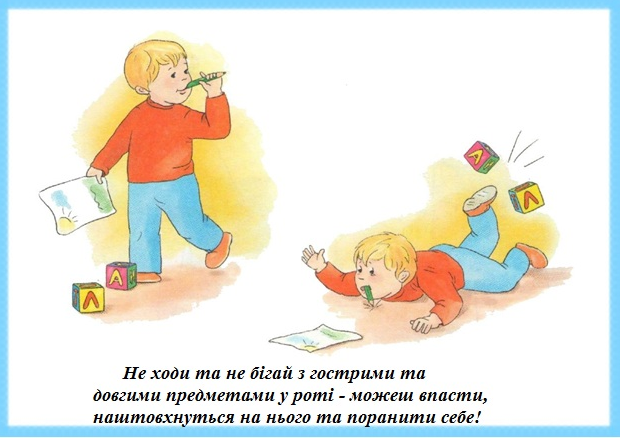 А
Л
А
Л
Не ходи та не бігай з гострими та
довгими предметами у роті - можеш впасти,
наштовхнуться на нього та поранити себе!